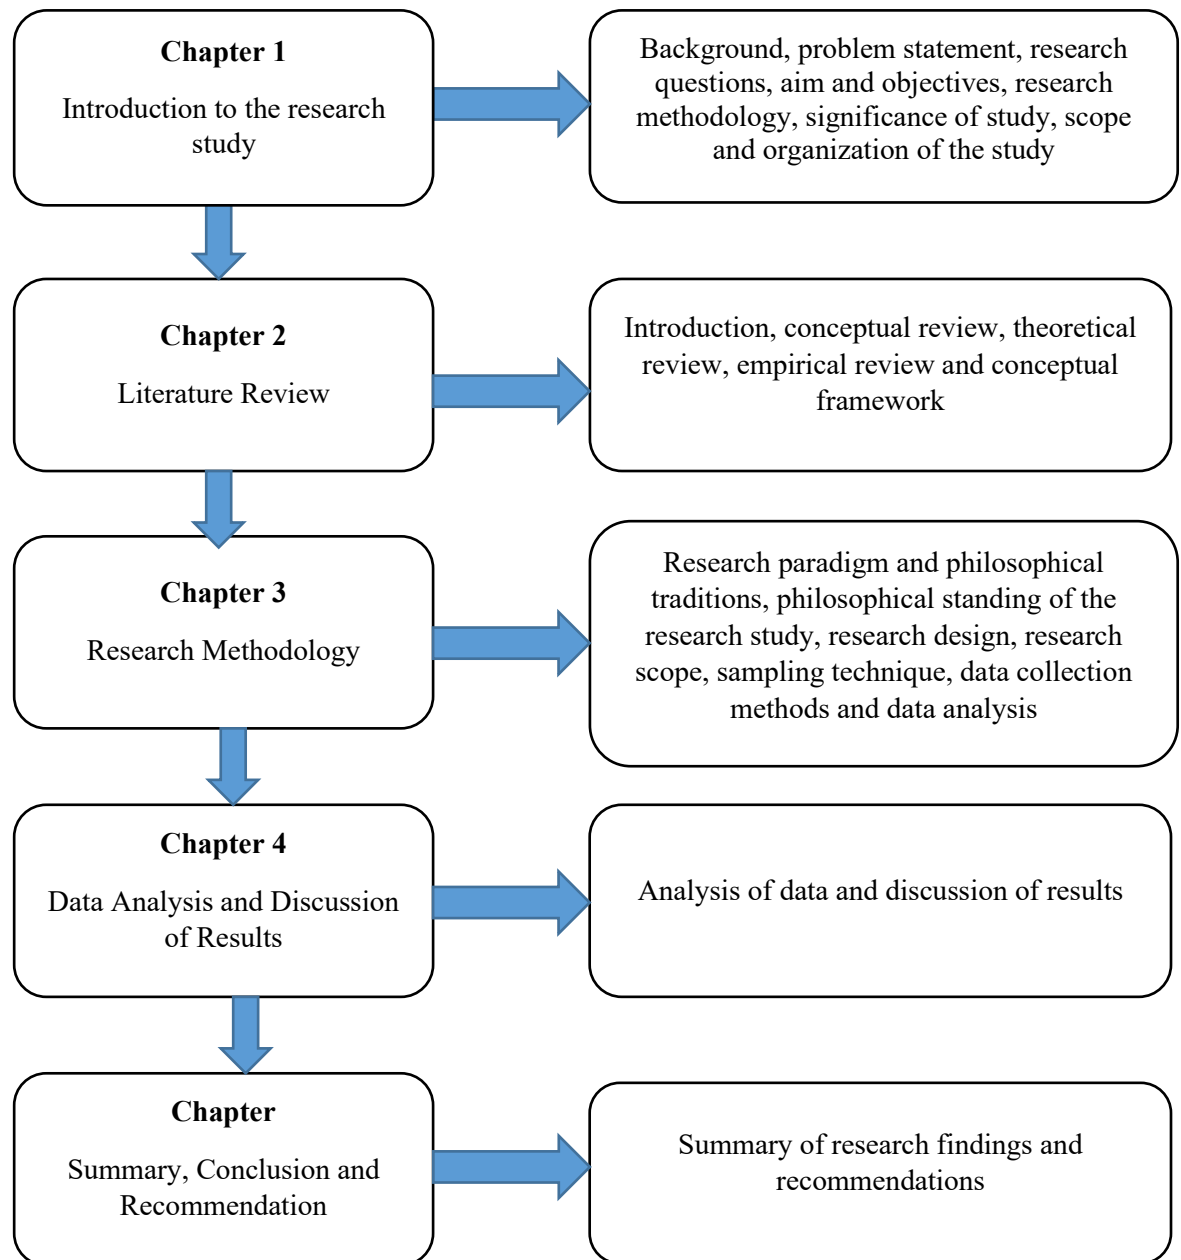 Chapter 1
Introduction to the research
study
Background, problem statement, research
questions, aim and objectives, research
methodology, significance of study, scope
and organization of the study
Chapter 2
Literature Review
Introduction, conceptual review, theoretical
review, empirical review and conceptual
framework
Chapter 3
Research Methodology
Research paradigm and philosophical
traditions, philosophical standing of the
research study, research design, research
scope, sampling technique, data collection
methods and data analysis
Chapter 4
Data Analysis and Discussion
of Results
Analysis of data and discussion of results
Chapter
Summary, Conclusion and
Recommendation
Summary of research findings and
recommendations